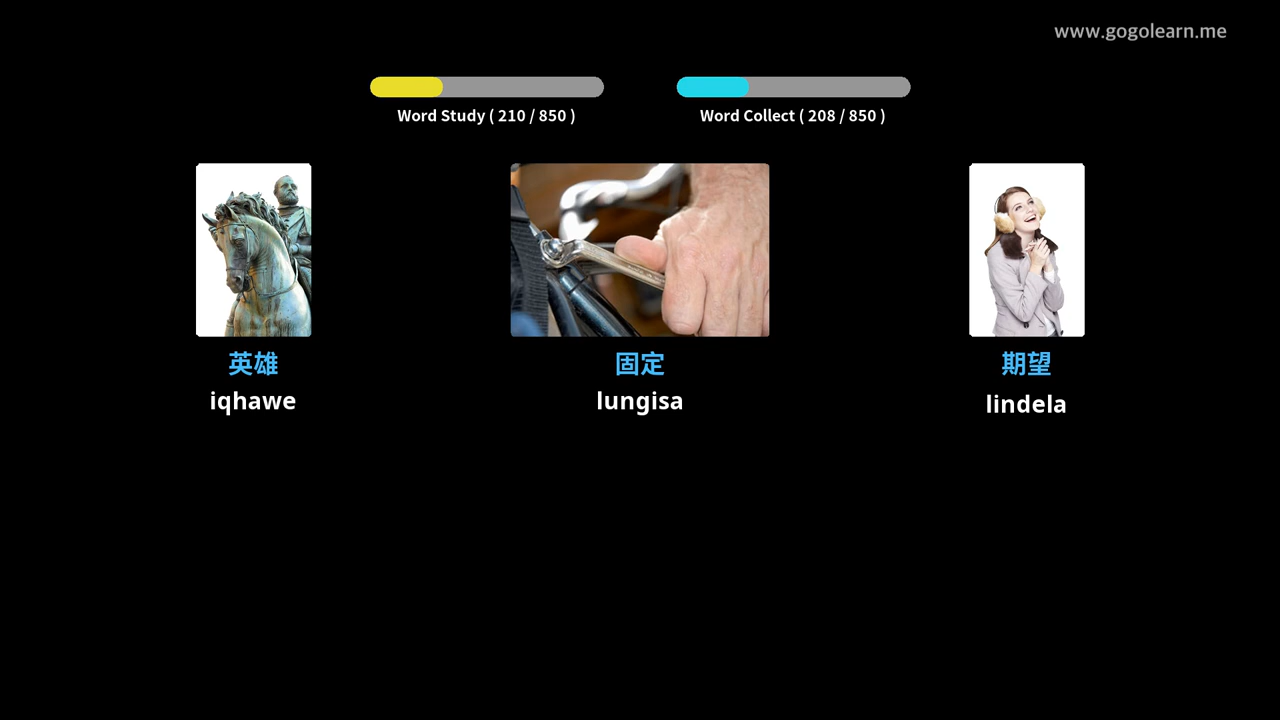 www.gogolearn.me
Word Study ( 210 / 850 )
Word Collect ( 208 / 850 )
英雄
iqhawe
固定
lungisa
期望
lindela